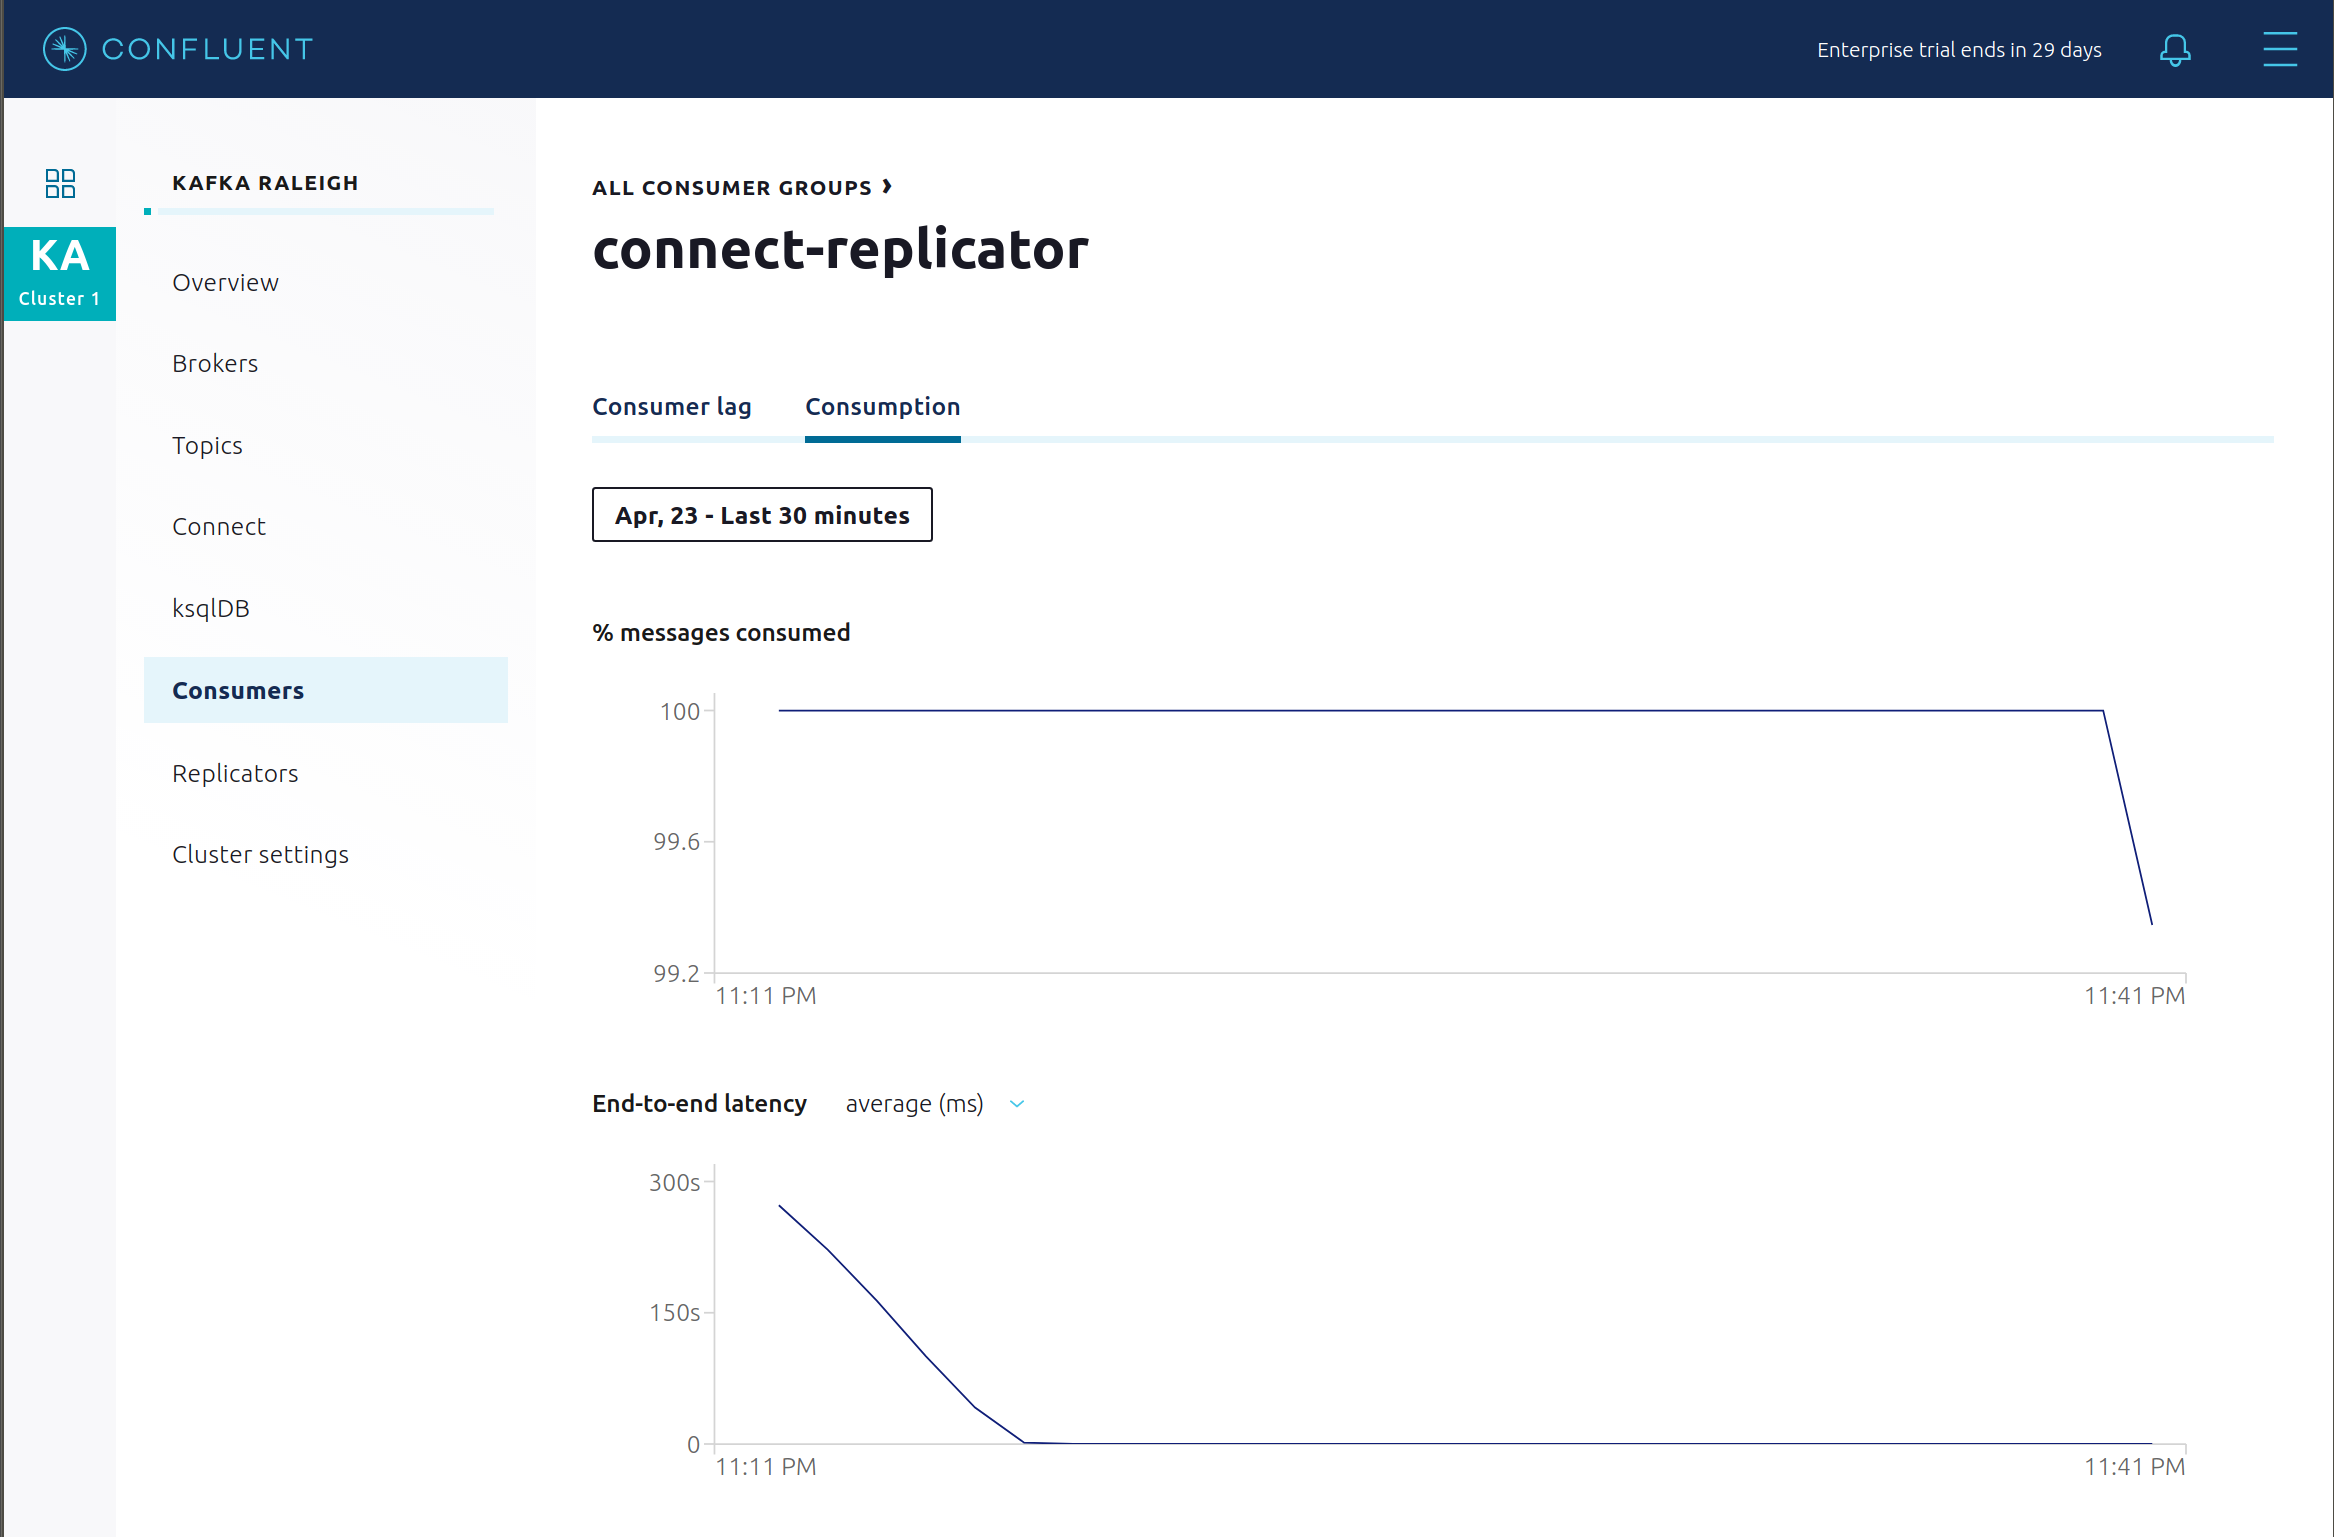 CONFLUENT
Enterprise trial ends in 29 days
KA
Cluster 1
KAFKA RALEIGH
Overview
Brokers
Topics
Connect
ksqlDB
Consumers
Replicators
Cluster settings
ALL CONSUMER GROUPS ❯
connect-replicator
Consumer lag Consumption
Apr, 23 - Last 30 minutes
% messages consumed
100
99.6
99.2
11:11 PM 11:41 PM
End-to-end latency average (ms)
300s
150s
0
11:11 PM 11:41 PM